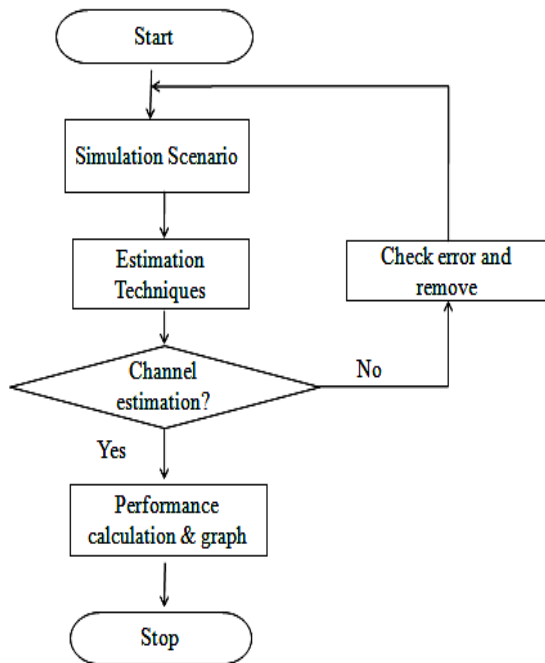 Start
Simulation Scenario
Estimation
Techniques
Check error and
remove
Channel
estimation?
No
Yes
Performance
calculation & graph
Stop